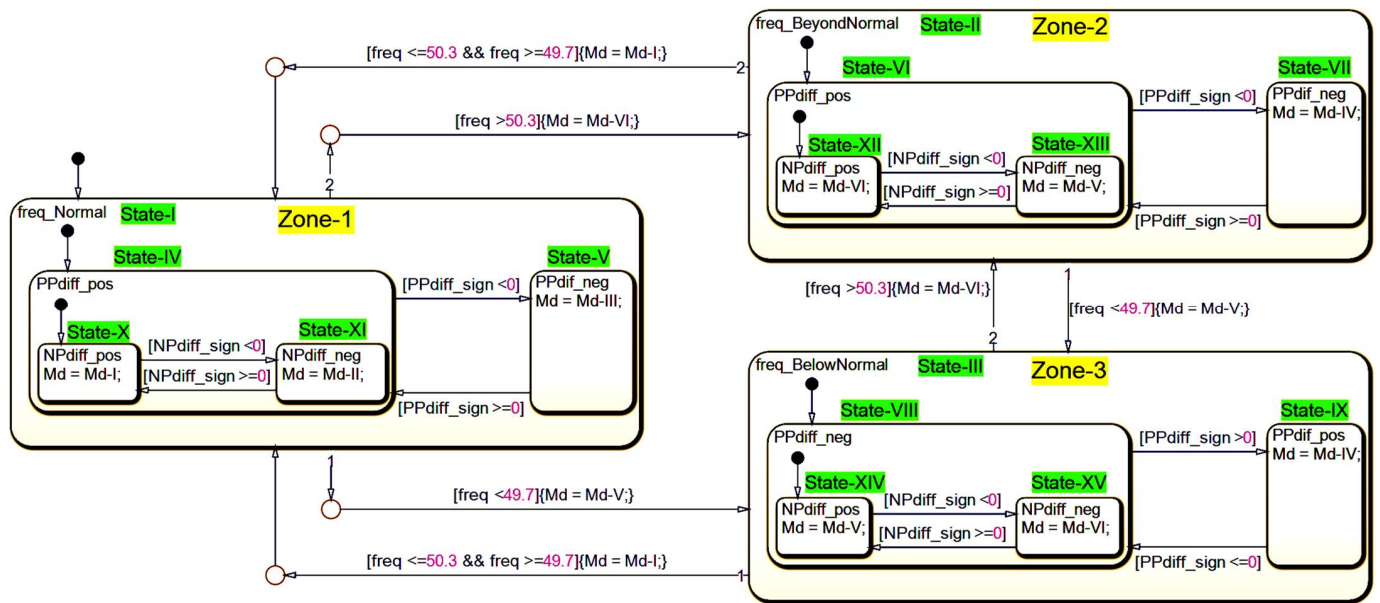 freq_BeyondNormal State-II Zone-2
[freq <=50.3 && freq >=49.7]{Md = Md-I;}
2
State-VI
State-VII
PPdiff_pos
[PPdiff_sign <0]
PPdif_neg
Md = Md-IV;
[freq >50.3]{Md = Md-VI;}
2
State-XII
State-XIII
[NPdiff_sign <0]
NPdiff_pos
Md = Md-VI;
NPdiff_neg
Md = Md-V;
[NPdiff_sign >=0]
[PPdiff_sign >=0]
freq_Normal State-I Zone-1
State-IV
State-V
PPdiff_pos
[PPdiff_sign <0]
PPdif_neg
Md = Md-III;
State-X
State-XI
[NPdiff_sign <0]
NPdiff_pos
Md = Md-I;
NPdiff_neg
Md = Md-II;
[NPdiff_sign >=0]
[PPdiff_sign >=0]
[freq >50.3]{Md = Md-VI;}
2
1
[freq <49.7]{Md = Md-V;}
freq_BelowNormal State-III Zone-3
State-VIII
State-IX
PPdiff_neg
[PPdiff_sign >0]
PPdif_pos
Md = Md-IV;
1
[freq <49.7]{Md = Md-V;}
State-XIV
State-XV
[NPdiff_sign <0]
NPdiff_pos
Md = Md-V;
NPdiff_neg
Md = Md-VI;
[NPdiff_sign >=0]
[PPdiff_sign <=0]
[freq <=50.3 && freq >=49.7]{Md = Md-I;}
1